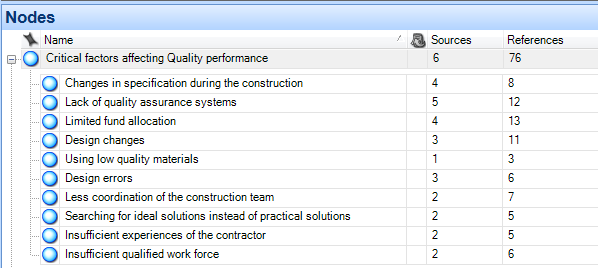 Nodes
Name Sources References
Critical factors affecting Quality performance 6 76
Changes in specification during the construction 4 8
Lack of quality assurance systems 5 12
Limited fund allocation 4 13
Design changes 3 11
Using low quality materials 1 3
Design errors 3 6
Less coordination of the construction team 2 7
Searching for ideal solutions instead of practical solutions 2 5
Insufficient experiences of the contractor 2 5
Insufficient qualified work force 2 6